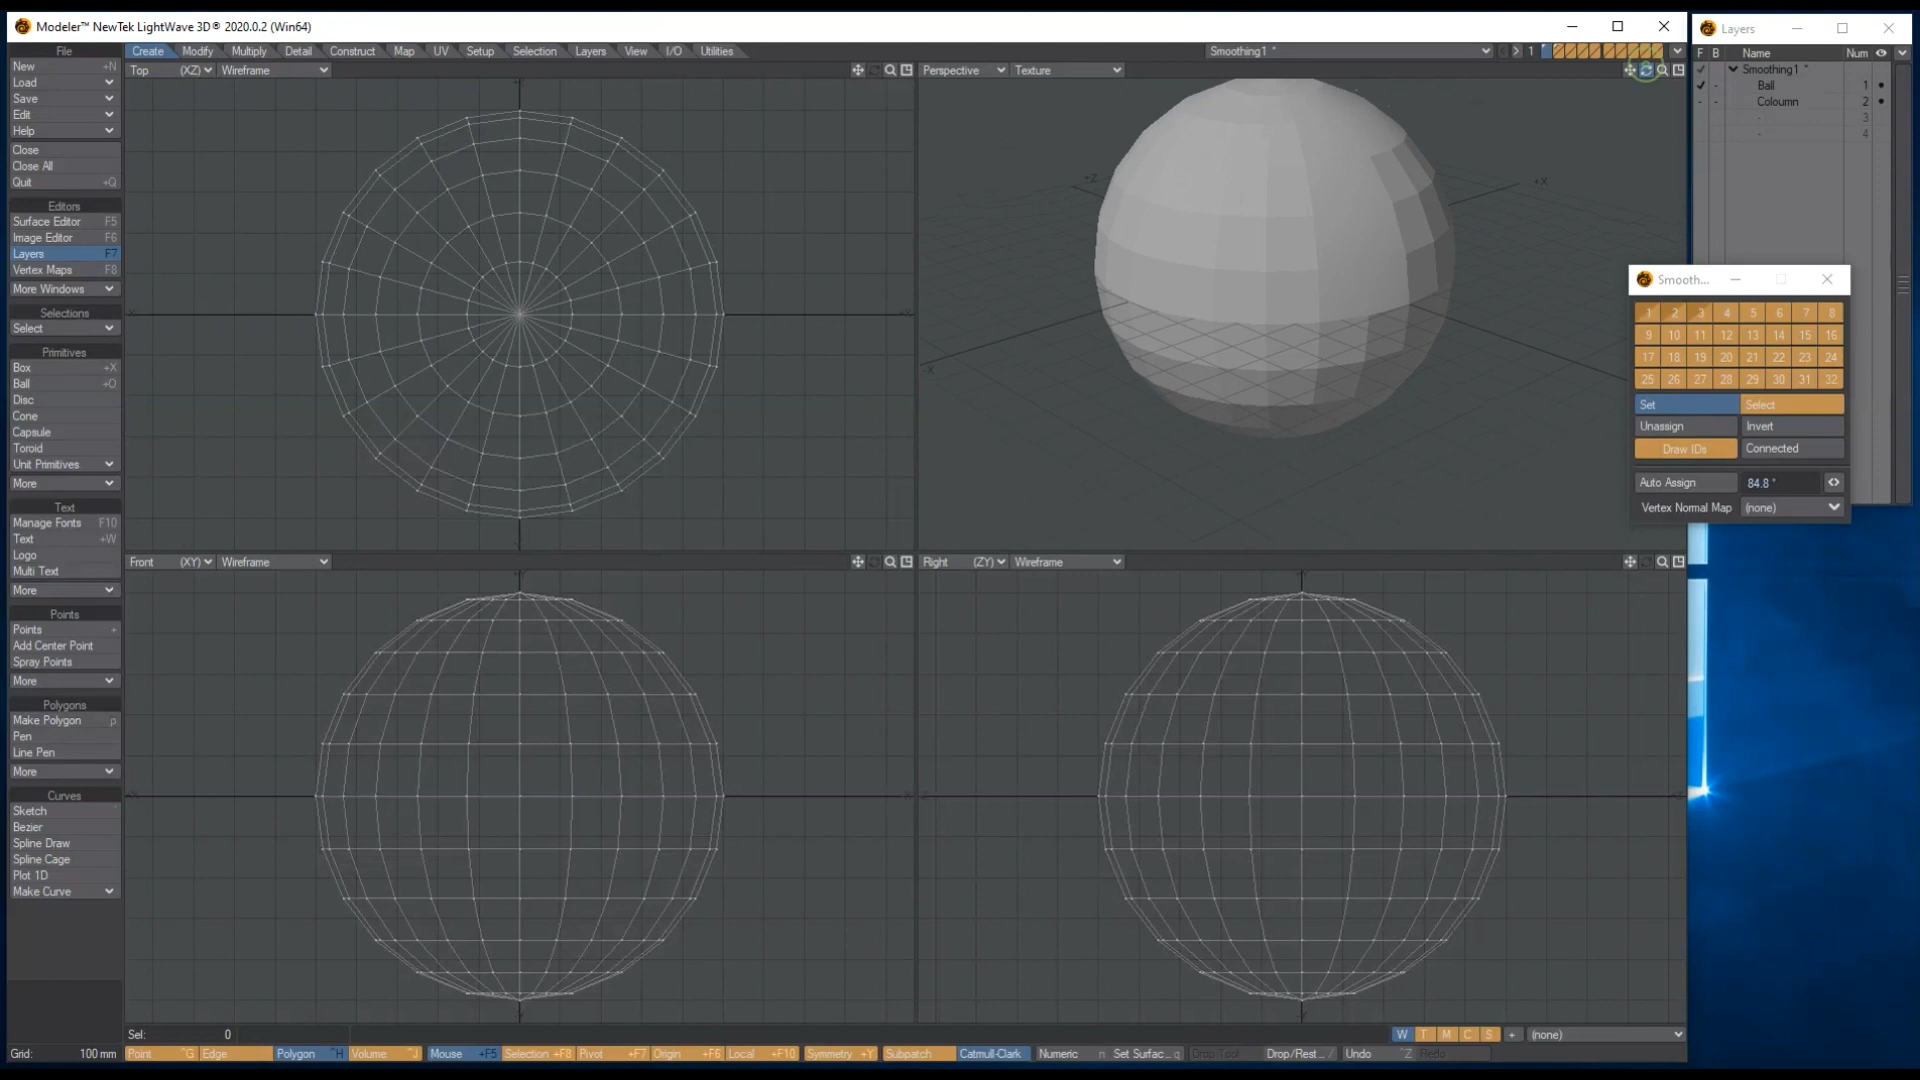 Modeler™ NewTek LightWave 3D® 2020.0.2 (Win64)
Layers
File
Create Modify Multiply Detail Construct Map UV Setup Selection Layers View I/O Utilities
Smoothing1 * 1
F B Name Num
New +N
Load
Save
Edit
Help
Close
Close All
Quit +Q
Editors
Surface Editor F5
Image Editor F6
Layers F7
Vertex Maps F8
More Windows
Selections
Select
Primitives
Box +X
Ball +O
Disc
Cone
Capsule
Toroid
Unit Primitives
More
Text
Manage Fonts F10
Text +W
Logo
Multi Text
More
Points
Points +
Add Center Point
Spray Points
More
Polygons
Make Polygon p
Pen
Line Pen
More
Curves
Sketch
Bezier
Spline Draw
Spline Cage
Plot 1D
Make Curve
Top (XZ) Wireframe
Perspective Texture
-Z +X
-X
Front (XY) Wireframe
Right (ZY) Wireframe
Smoothing1 *
Ball 1
Coloumn 2
3
4
Smooth...
1 2 3 4 5 6 7 8
9 10 11 12 13 14 15 16
17 18 19 20 21 22 23 24
25 26 27 28 29 30 31 32
Set Select
Unassign Invert
Draw IDs Connected
Auto Assign 84.8 °
Vertex Normal Map (none)
Sel: 0
W T M C S + (none)
Grid: 100 mm
Point ^G Edge Polygon ^H Volume ^J Mouse +F5 Selection +F8 Pivot +F7 Origin +F6 Local +F10 Symmetry +Y Subpatch Catmull-Clark Numeric n Set Surfac... q Drop Tool Drop/Rest... / Undo ^Z Redo